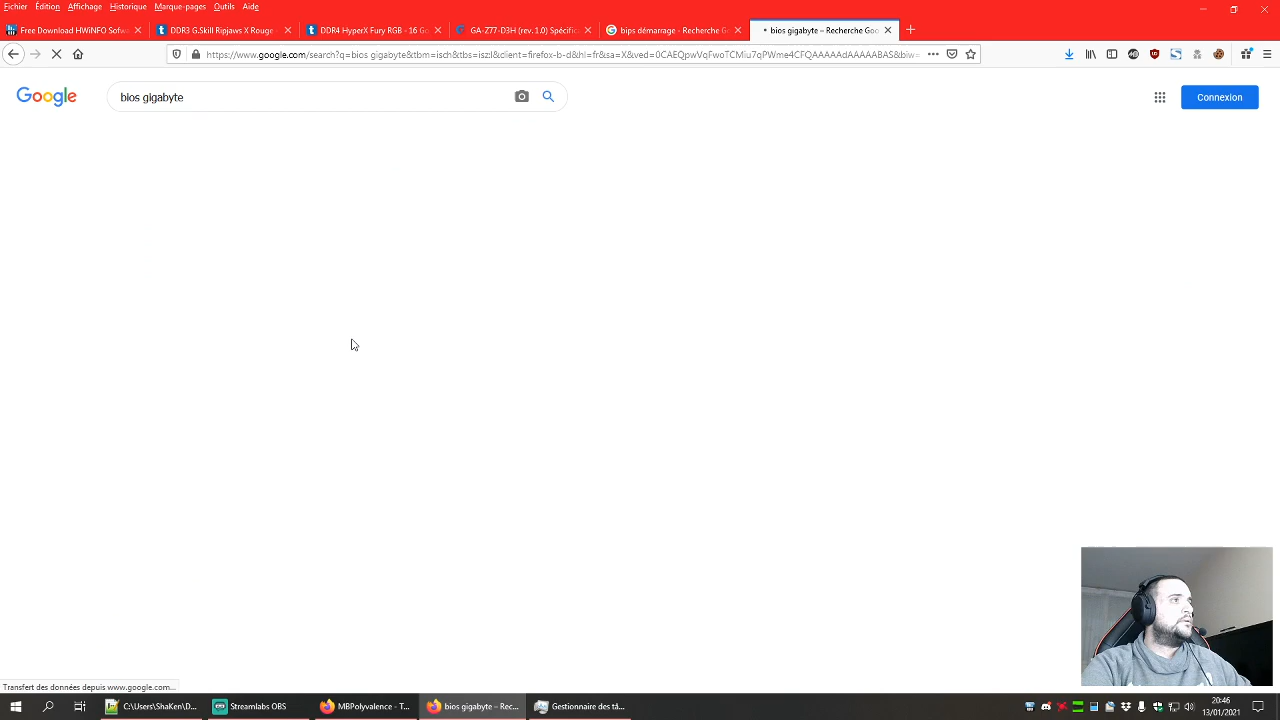 Fichier Édition Affichage Historique Marque-pages Outils Aide
Free Download HWiNFO Sofwa
DDR3 G.Skill Ripjaws X Rouge
DDR4 HyperX Fury RGB - 16 Go
GA-Z77-D3H (rev. 1.0) Spécific
bips démarrage - Recherche Go
bios gigabyte – Recherche Goo
https://www.google.com/search?q=bios gigabyte&tbm=isch&tbs=iszl&client=firefox-b-d&hl=fr&sa=X&ved=0CAEQpwVqFwoTCMiu7qPWme4CFQAAAAAdAAAAABAS&biw=
Google
bios gigabyte
Connexion
Transfert des données depuis www.google.com...
C:\Users\ShaKen\D...
Streamlabs OBS
MBPolyvalence - T...
bios gigabyte – Rec...
Gestionnaire des tâ...
20:46
13/01/2021